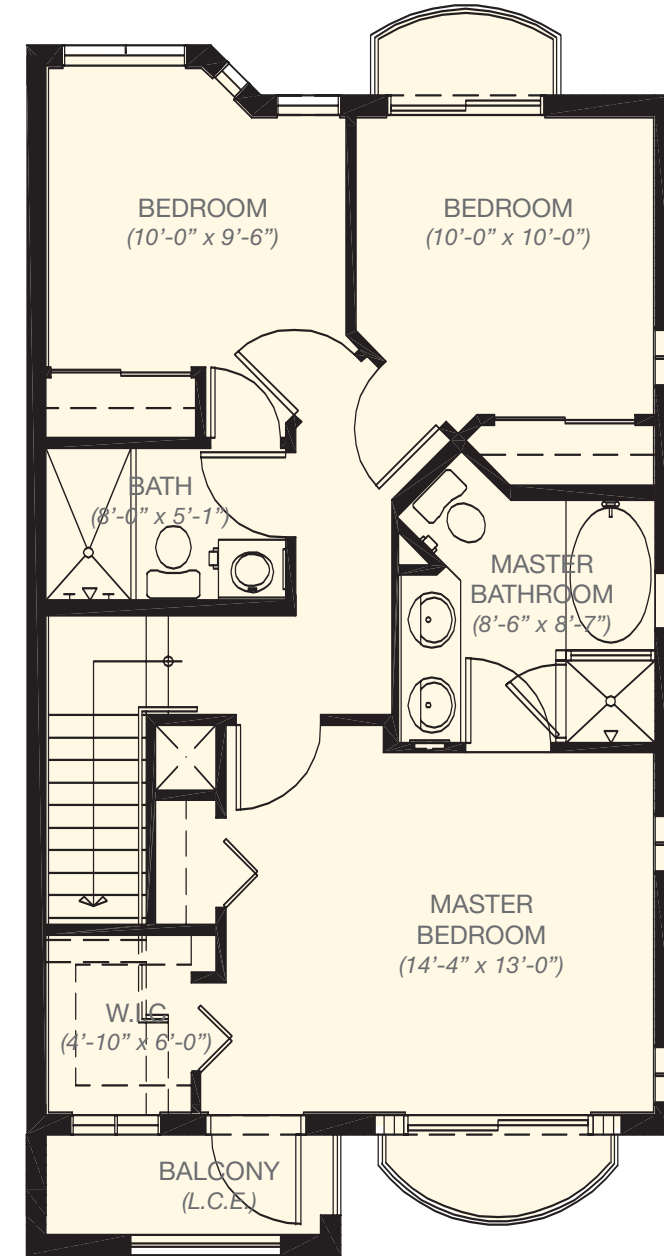 BEDROOM
(10’-0” x 9’-6”)
BEDROOM
(10’-0” x 10’-0”)
BATH
(8’-0” x 5’-1”)
MASTER
BATHROOM
(8’-6” x 8’-7”)
MASTER
BEDROOM
(14’-4” x 13’-0”)
W.I.C
(4’-10” x 6’-0”)
BALCONY
(L.C.E.)